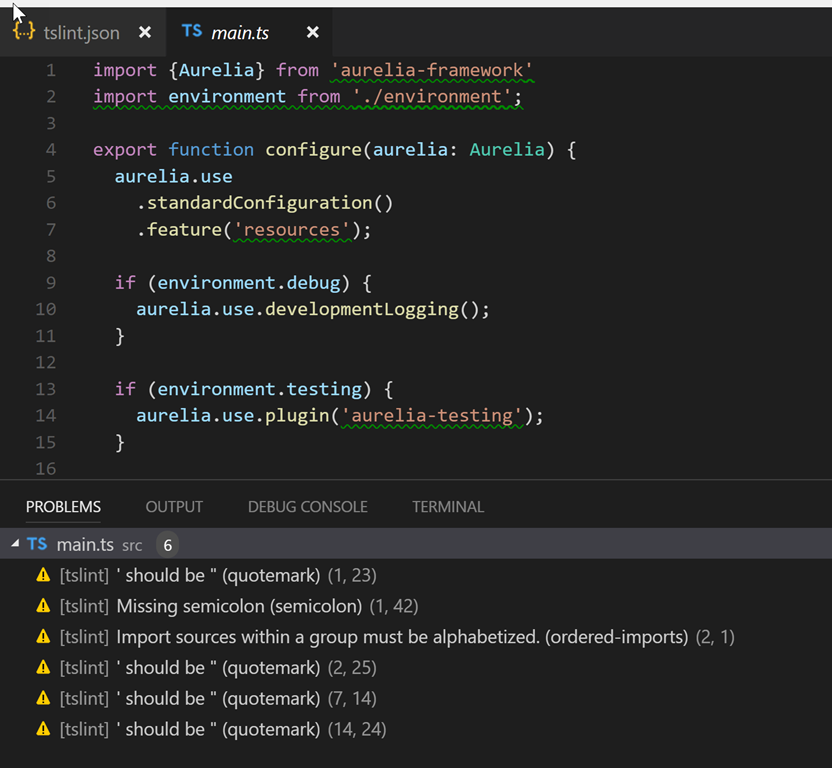 {..} tslint.json ×
TS main.ts ×
1 import {Aurelia} from 'aurelia-framework'
2 import environment from './environment';
3
4 export function configure(aurelia: Aurelia) {
5   aurelia.use
6     .standardConfiguration()
7     .feature('resources');
8
9   if (environment.debug) {
10     aurelia.use.developmentLogging();
11   }
12
13   if (environment.testing) {
14     aurelia.use.plugin('aurelia-testing');
15   }
16
PROBLEMS OUTPUT DEBUG CONSOLE TERMINAL
TS main.ts src 6
[tslint] ' should be " (quotemark) (1, 23)
[tslint] Missing semicolon (semicolon) (1, 42)
[tslint] Import sources within a group must be alphabetized. (ordered-imports) (2, 1)
[tslint] ' should be " (quotemark) (2, 25)
[tslint] ' should be " (quotemark) (7, 14)
[tslint] ' should be " (quotemark) (14, 24)